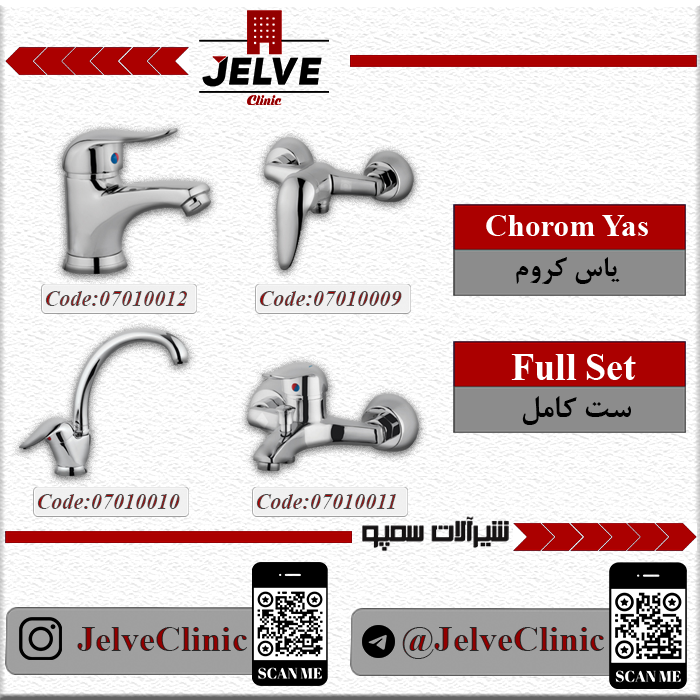 JELVE
Clinic
Code:07010012
Code:07010009
Chorom Yas
یاس کروم
Full Set
ست کامل
Code:07010010
Code:07010011
شیرآلات سمپو
JelveClinic
SCAN ME
@JelveClinic
SCAN ME